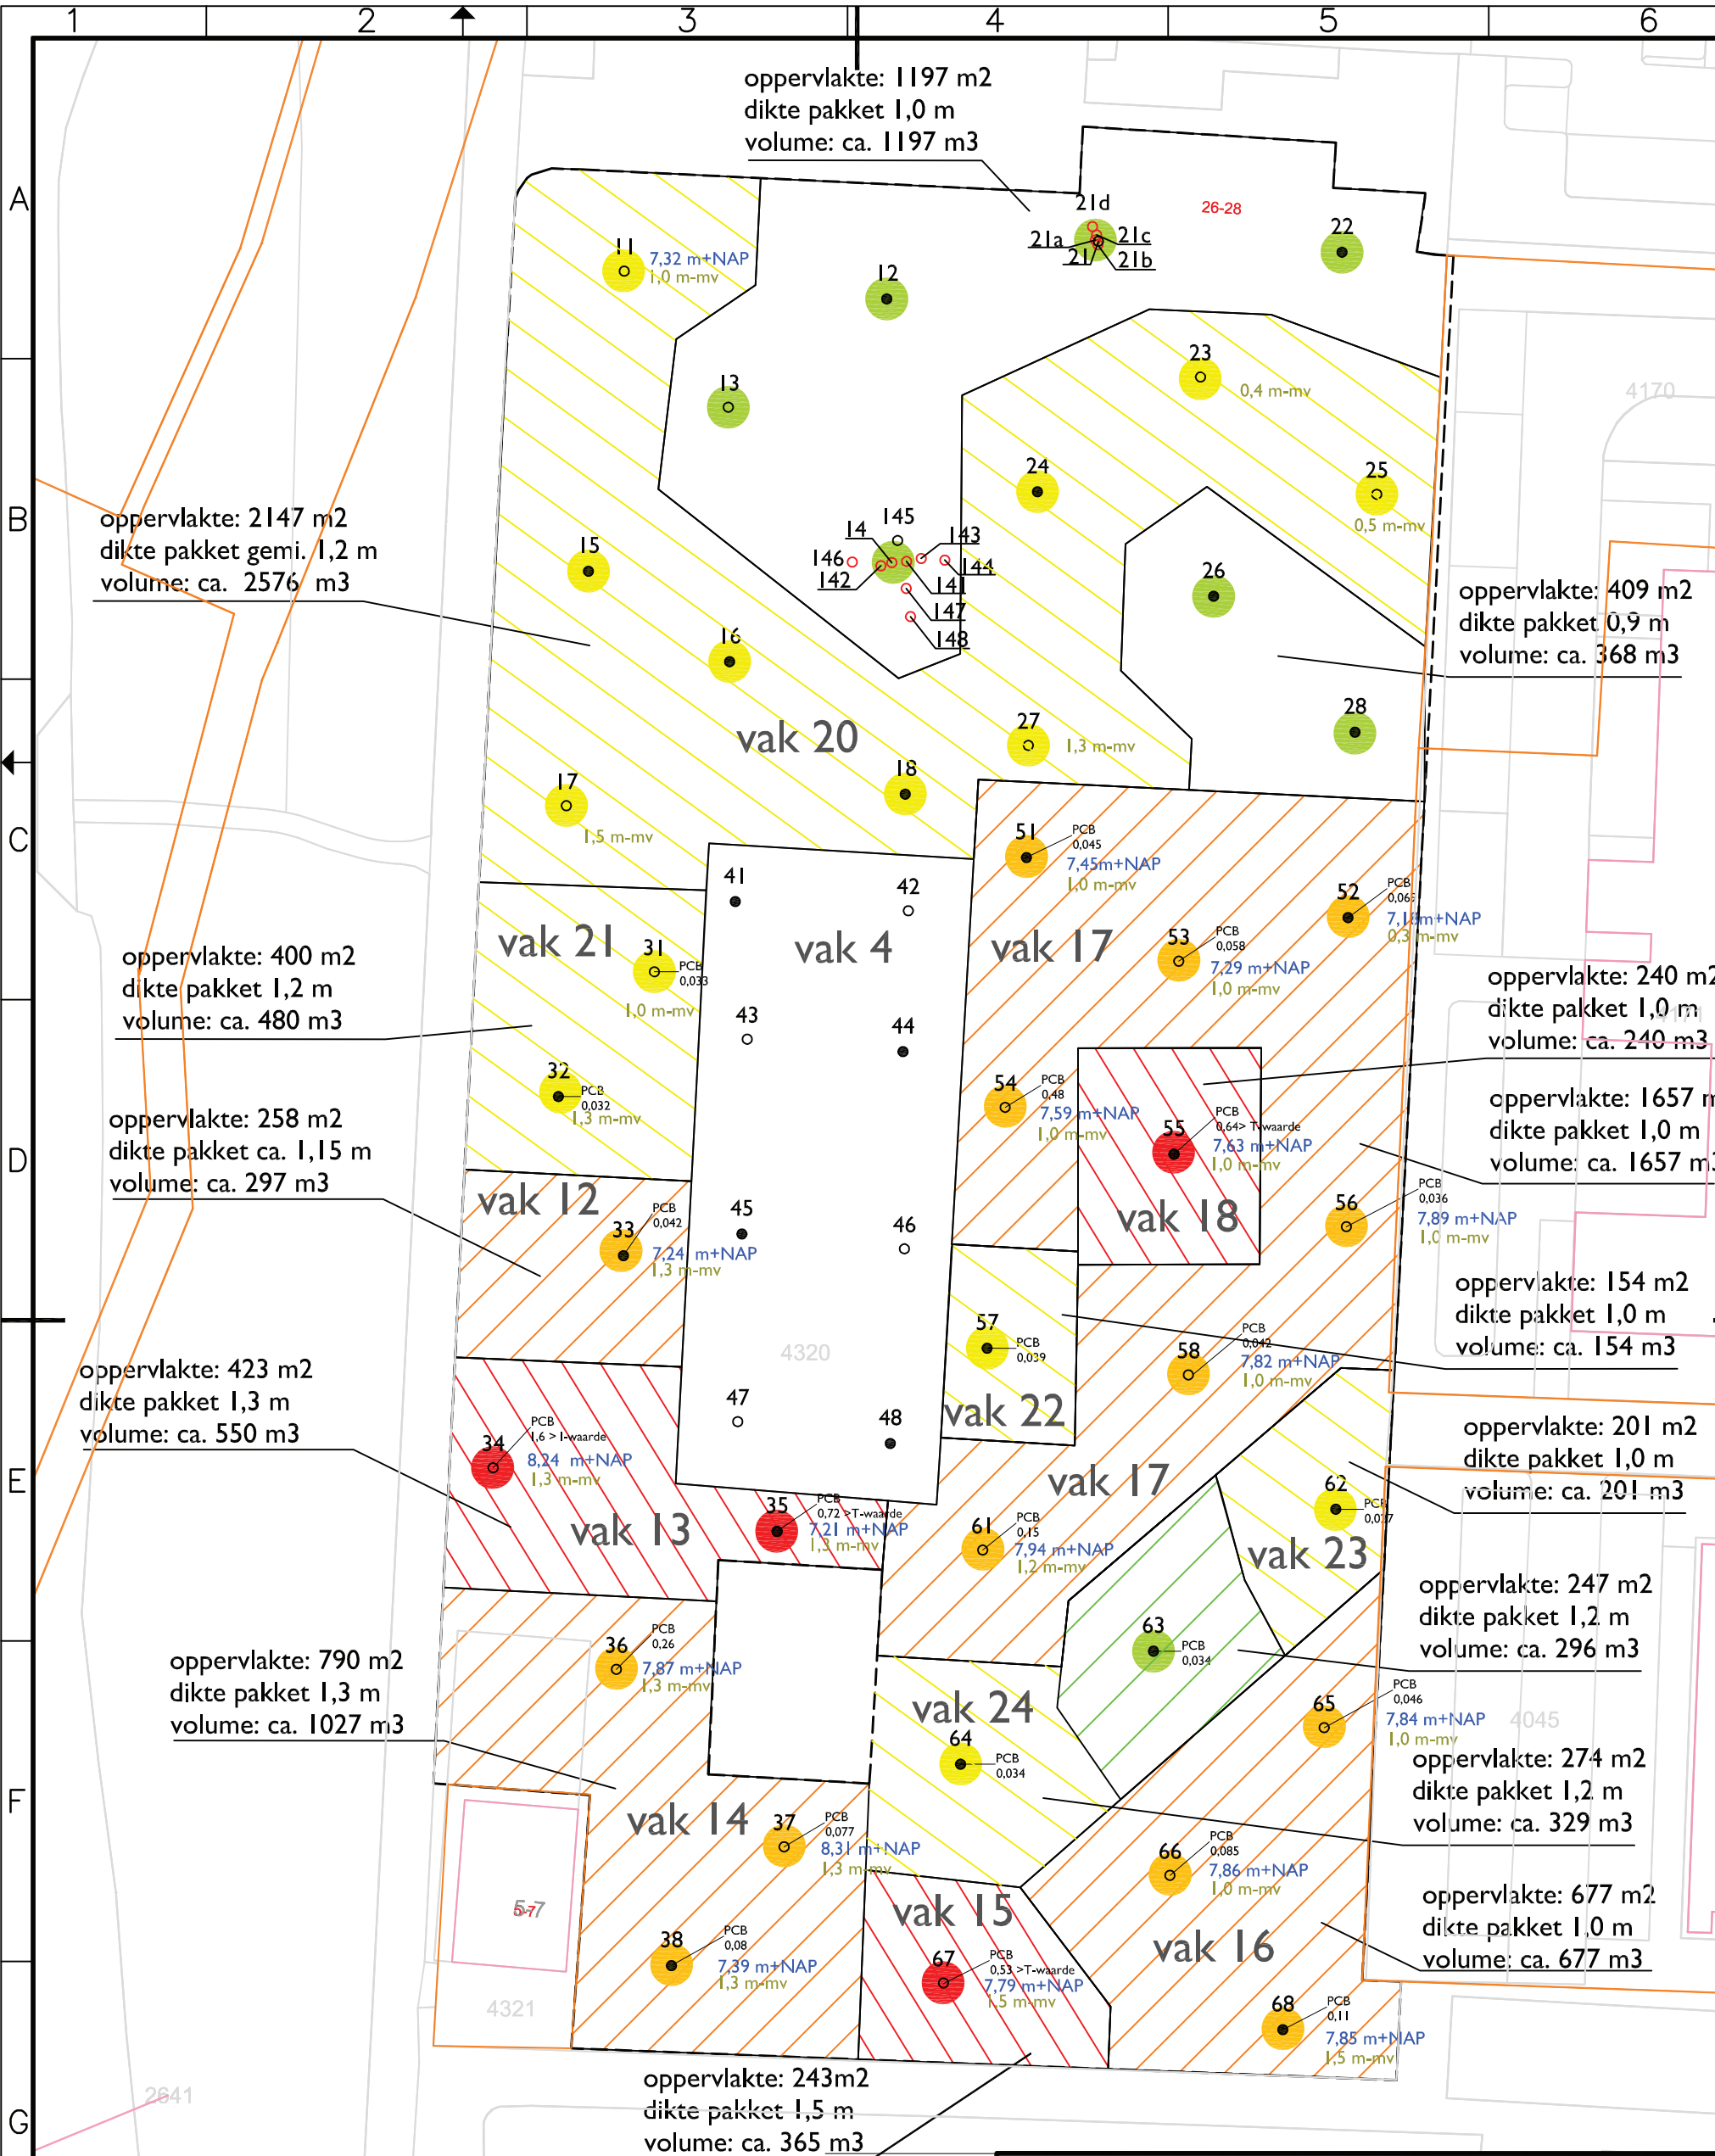 1 2 3 4 5 6
A
B
C
D
E
F
G
oppervlakte: 1197 m2
dikte pakket 1,0 m
volume: ca. 1197 m3
26-28
21d
21a
21c
21
21b
22
11
7,32 m+NAP
1,0 m-mv
12
13
23
0,4 m-mv
24
25
0,5 m-mv
4170
oppervlakte: 2147 m2
dikte pakket gemi. 1,2 m
volume: ca. 2576 m3
15
145
14
143
146
144
142
141
147
148
16
26
oppervlakte: 409 m2
dikte pakket 0,9 m
volume: ca. 368 m3
vak 20
27
1,3 m-mv
28
17
1,5 m-mv
18
51
PCB
0,045
7,45m+NAP
1,0 m-mv
52
PCB
7,18m+NAP
0,3 m-mv
41
42
vak 21
vak 4
vak 17
31
PCB
0,033
1,0 m-mv
53
PCB
0,058
7,29 m+NAP
1,0 m-mv
oppervlakte: 400 m2
dikte pakket 1,2 m
volume: ca. 480 m3
oppervlakte: 240 m2
dikte pakket 1,0 m
volume: ca. 240 m3
4171
43
44
32
PCB
0,032
1,3 m-mv
54
PCB
0,48
7,59 m+NAP
1,0 m-mv
55
PCB
0,64> T-waarde
7,63 m+NAP
1,0 m-mv
vak 18
oppervlakte: 1657 m
dikte pakket 1,0 m
volume: ca. 1657 m3
oppervlakte: 258 m2
dikte pakket ca. 1,15 m
volume: ca. 297 m3
vak 12
33
PCB
0,042
7,24 m+NAP
1,3 m-mv
45
46
56
PCB
0,036
7,89 m+NAP
1,0 m-mv
oppervlakte: 154 m2
dikte pakket 1,0 m
volume: ca. 154 m3
57
PCB
0,039
vak 22
58
PCB
0,042
7,82 m+NAP
1,0 m-mv
4320
oppervlakte: 423 m2
dikte pakket 1,3 m
volume: ca. 550 m3
47
48
34
PCB
1,6 > I-waarde
8,24 m+NAP
1,3 m-mv
vak 13
35
PCB
0,72 >T-waarde
7,21 m+NAP
1,3 m-mv
vak 17
oppervlakte: 201 m2
dikte pakket 1,0 m
volume: ca. 201 m3
61
PCB
0,15
7,94 m+NAP
1,2 m-mv
62
PCB
vak 23
63
PCB
0,034
oppervlakte: 247 m2
dikte pakket 1,2 m
volume: ca. 296 m3
36
PCB
0,26
7,87 m+NAP
1,3 m-mv
oppervlakte: 790 m2
dikte pakket 1,3 m
volume: ca. 1027 m3
vak 24
64
PCB
0,034
65
PCB
0,046
7,84 m+NAP
1,0 m-mv
4045
oppervlakte: 274 m2
dikte pakket 1,2 m
volume: ca. 329 m3
vak 14
37
PCB
0,077
8,31 m+NAP
1,3 m-mv
66
PCB
0,085
7,86 m+NAP
1,0 m-mv
5-7
5-7
vak 15
vak 16
oppervlakte: 677 m2
dikte pakket 1,0 m
volume: ca. 677 m3
38
PCB
0,08
7,39 m+NAP
1,3 m-mv
67
PCB
0,53 >T-waarde
7,79 m+NAP
1,5 m-mv
4321
68
PCB
0,11
7,85 m+NAP
1,5 m-mv
2641
oppervlakte: 243m2
dikte pakket 1,5 m
volume: ca. 365 m3